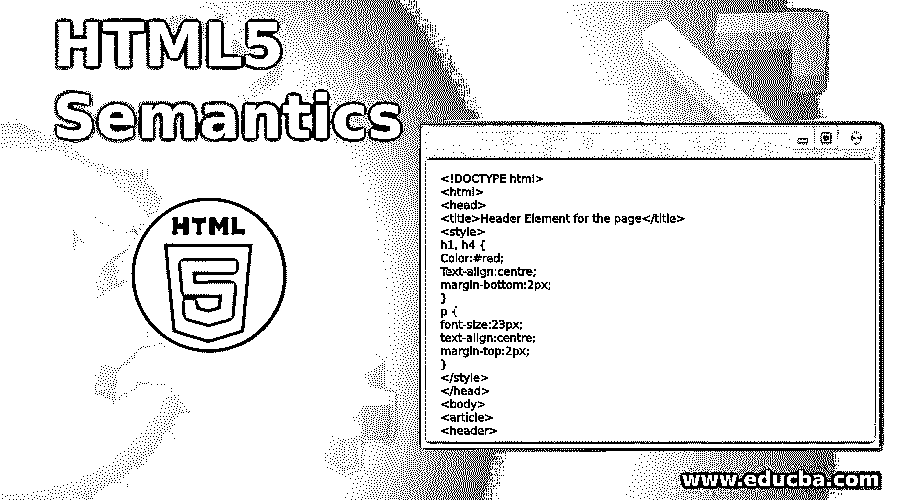 HTML5
Semantics
HTML
5
<!DOCTYPE html>
<html>
<head>
<title>Header Element for the page</title>
<style>
h1, h4 {
Color:#red;
Text-align:centre;
margin-bottom:2px;
}
p {
font-size:23px;
text-align:centre;
margin-top:2px;
}
</style>
</head>
<body>
<article>
<header>
www.educba.com